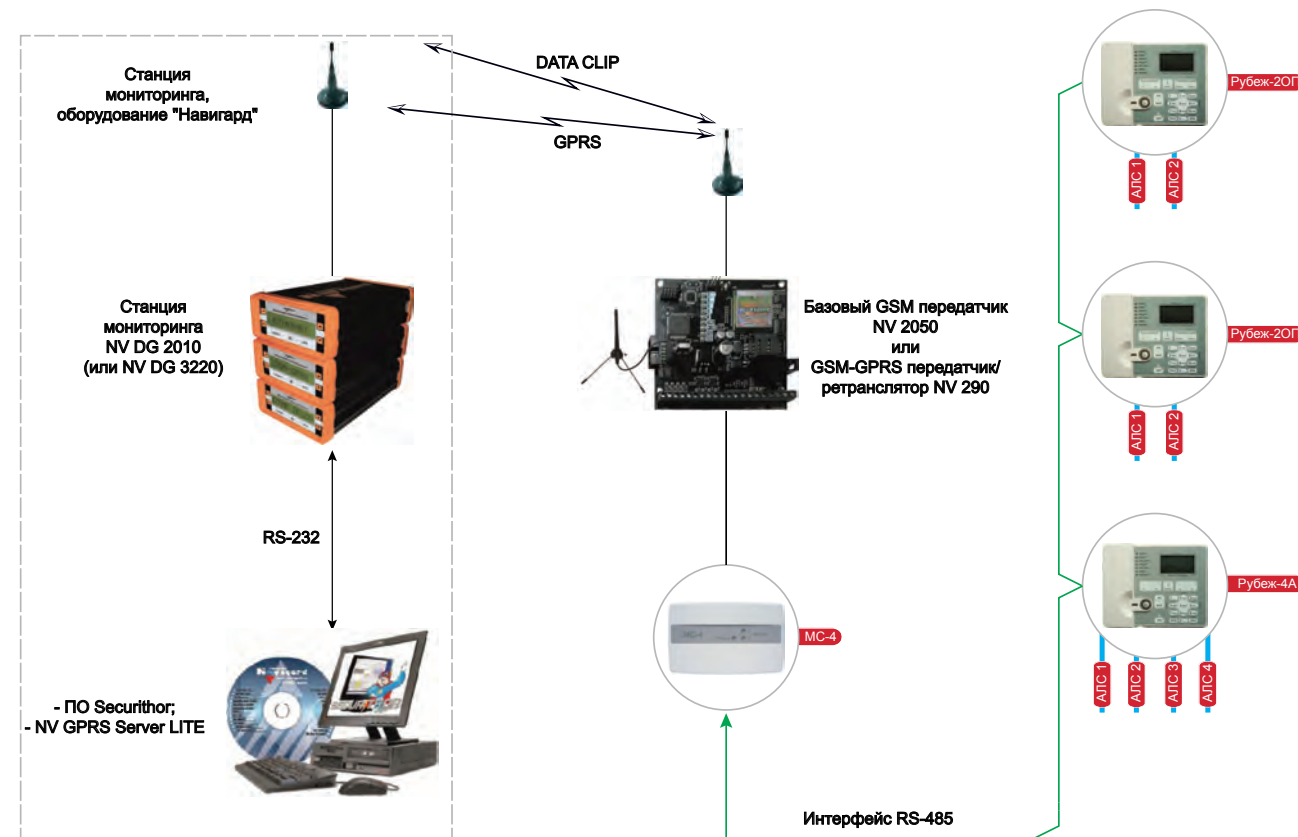 Станция
мониторинга,
оборудование "Навигард"
DATA CLIP
GPRS
Станция
мониторинга
NV DG 2010
(или NV DG 3220)
RS-232
- ПО Securithor;
- NV GPRS Server LITE
Базовый GSM передатчик
NV 2050
или
GSM-GPRS передатчик/
ретранслятор NV 290
МС-4
МС-4
Интерфейс RS-485
Рубеж-2ОП
АЛС 1
АЛС 2
Рубеж-2ОП
АЛС 1
АЛС 2
Рубеж-4А
АЛС 1
АЛС 2
АЛС 3
АЛС 4